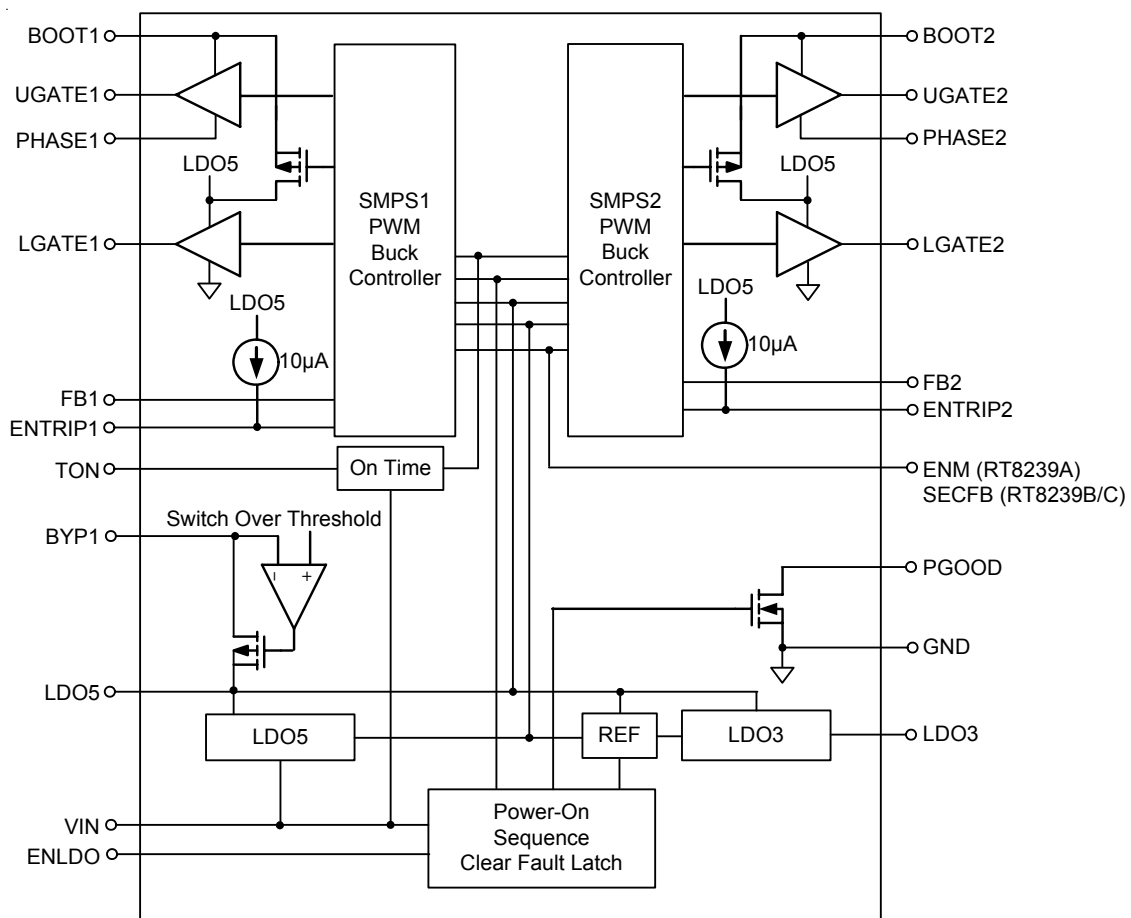 BOOT1
UGATE1
PHASE1
LDO5
LGATE1
LDO5
10µA
FB1
ENTRIP1
TON
BYP1
LDO5
VIN
ENLDO
SMPS1
PWM
Buck
Controller
SMPS2
PWM
Buck
Controller
On Time
Switch Over Threshold
- +
LDO5
REF
LDO3
Power-On
Sequence
Clear Fault Latch
LDO5
LDO5
10µA
BOOT2
UGATE2
PHASE2
LGATE2
FB2
ENTRIP2
ENM (RT8239A)
SECFB (RT8239B/C)
PGOOD
GND
LDO3